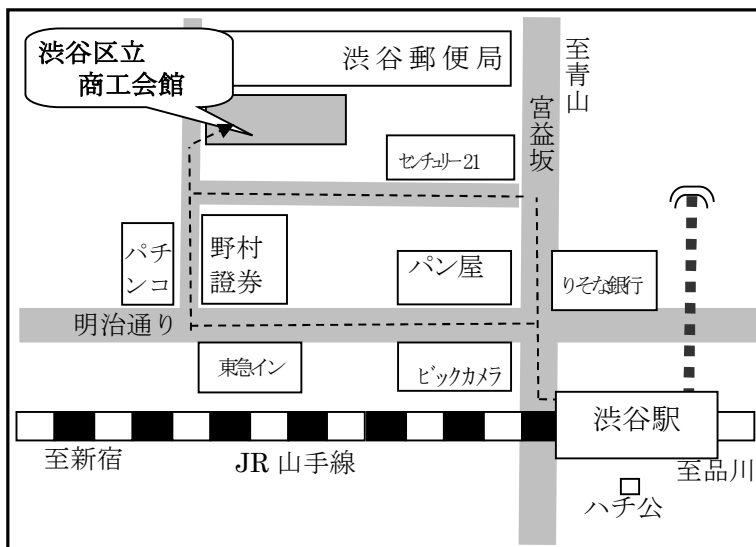 渋谷区立
商工会館
渋谷郵便局
至青山
宮益坂
センチュリー21
パチ
ンコ
野村
證券
パン屋
りそな銀行
明治通り
東急イン
ビックカメラ
渋谷駅
至新宿
JR 山手線
至品川
ハチ公